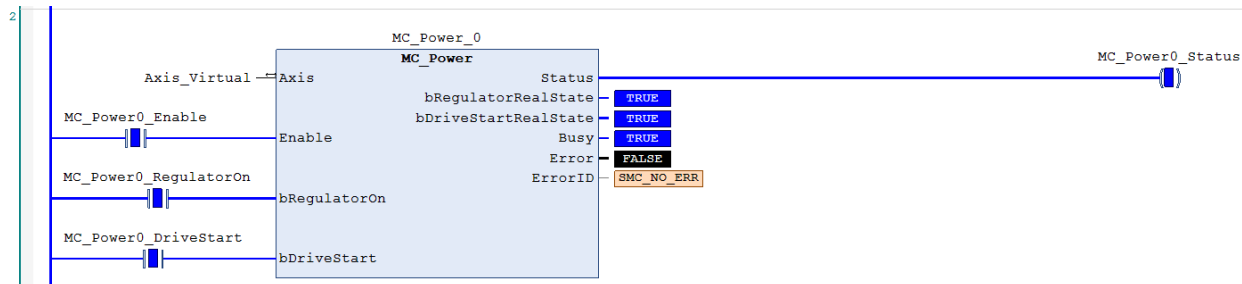 2
MC_Power_0
MC_Power
MC_Power0_Status
Axis_Virtual
Axis
Status
bRegulatorRealState
TRUE
MC_Power0_Enable
bDriveStartRealState
TRUE
Enable
Busy
TRUE
Error
FALSE
MC_Power0_RegulatorOn
ErrorID
SMC_NO_ERR
bRegulatorOn
MC_Power0_DriveStart
bDriveStart